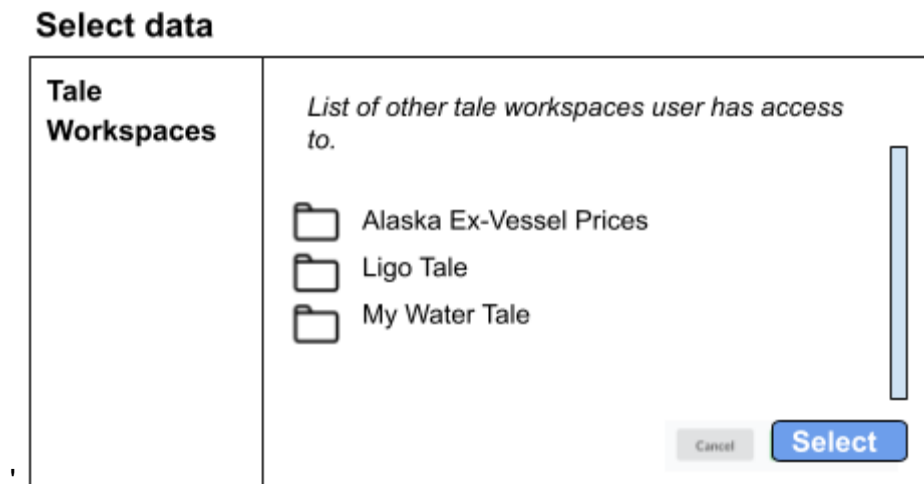 Select data
Tale
Workspaces
List of other tale workspaces user has access
to.
Alaska Ex-Vessel Prices
Ligo Tale
My Water Tale
Cancel
Select
'